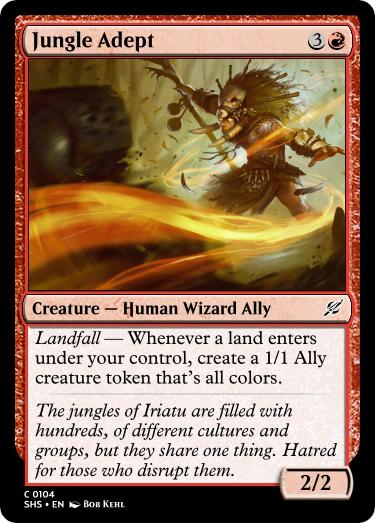 Jungle Adept 3
Creature — Human Wizard Ally
Landfall — Whenever a land enters
under your control, create a 1/1 Ally
creature token that's all colors.
The jungles of Iriatu are filled with
hundreds, of different cultures and
groups, but they share one thing. Hatred
for those who disrupt them.
2/2
C 0104
SHS • EN Bob Kehl